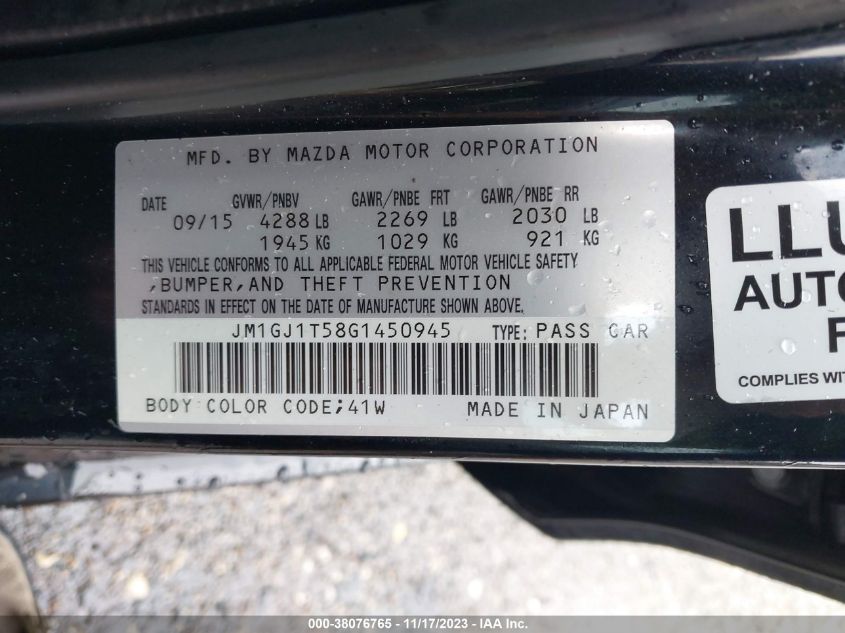 MFD. BY MAZDA MOTOR CORPORATION
DATE GVWR/PNBV GAWR/PNBE FRT GAWR/PNBE RR
09/15 4288 LB 2269 LB 2030 LB
1945 KG 1029 KG 921 KG
THIS VEHICLE CONFORMS TO ALL APPLICABLE FEDERAL MOTOR VEHICLE SAFETY
,BUMPER,AND THEFT PREVENTION
STANDARDS IN EFFECT ON THE DATE OF MANUFACTURE SHOWN ABOVE.
JM1GJ1T58G1450945 TYPE: PASS CAR
BODY COLOR CODE;41W MADE IN JAPAN
LLU
AUTO
F
COMPLIES WIT
000-38076765 - 11/17/2023 - IAA Inc.